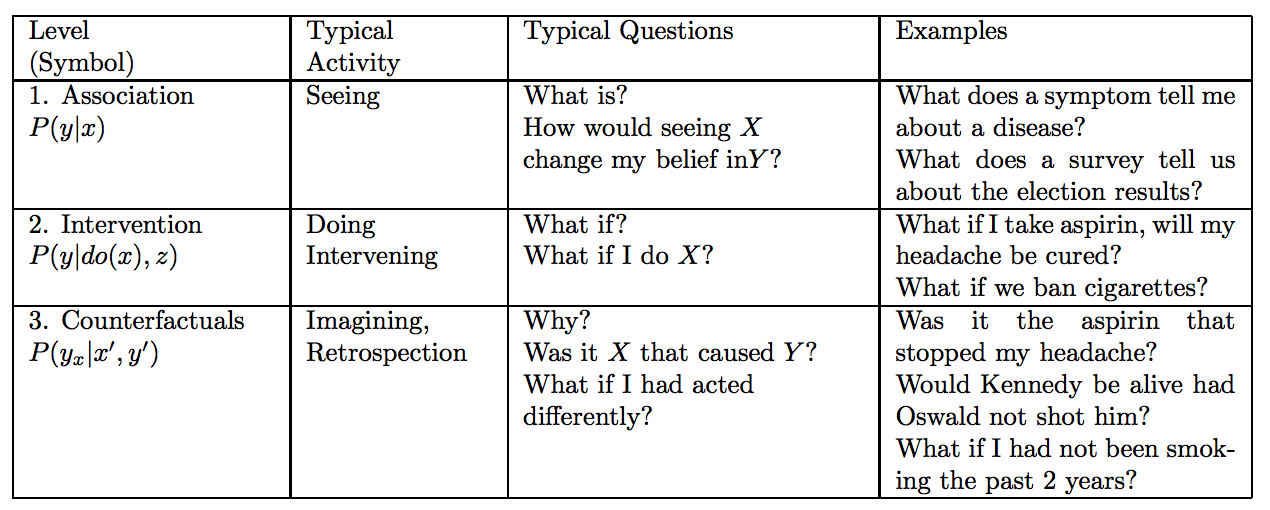 Level
(Symbol)
Typical
Activity
Typical Questions
Examples
1. Association
P(y|x)
Seeing
What is?
How would seeing X
change my belief inY?
What does a symptom tell me
about a disease?
What does a survey tell us
about the election results?
2. Intervention
P(y|do(x), z)
Doing
Intervening
What if?
What if I do X?
What if I take aspirin, will my
headache be cured?
What if we ban cigarettes?
3. Counterfactuals
P(yₓ|x′, y′)
Imagining,
Retrospection
Why?
Was it X that caused Y?
What if I had acted
differently?
Was it the aspirin that
stopped my headache?
Would Kennedy be alive had
Oswald not shot him?
What if I had not been smok-
ing the past 2 years?